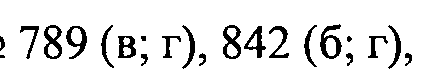 789 (в; г), 842 (б; г),